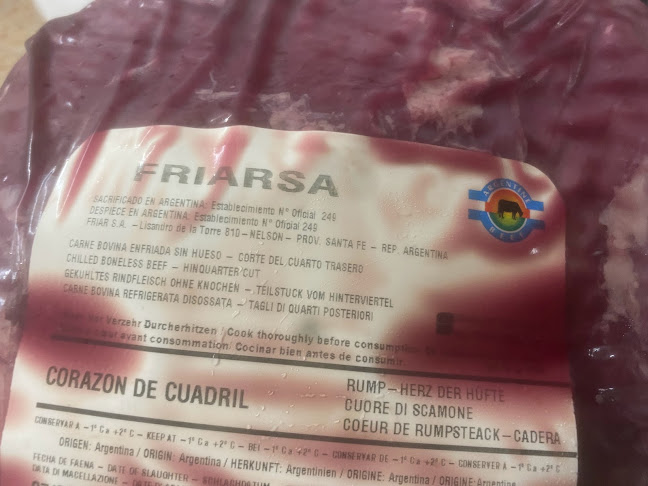 FRIARSA
ARGENTINE
BEEF
SACRIFICADO EN ARGENTINA: Establecimiento N° Oficial 249
DESPIECE EN ARGENTINA: Establecimiento N° Oficial 249
FRIAR S.A. – Lisandro de la Torre 810 – NELSON – PROV. SANTA FE – REP. ARGENTINA
CARNE BOVINA ENFRIADA SIN HUESO – CORTE DEL CUARTO TRASERO
CHILLED BONELESS BEEF – HINQUARTER CUT
GEKUHLTES RINDFLEISCH OHNE KNOCHEN – TEILSTUCK VOM HINTERVIERTEL
CARNE BOVINA REFRIGERATA DISOSSATA – TAGLI DI QUARTI POSTERIORI
Verzehr Durcherhitzen / Cook thoroughly before consumption
avant consommation. Cocinar bien antes de consumir
CORAZON DE CUADRIL
RUMP – HERZ DER HUFTE
CUORE DI SCAMONE
COEUR DE RUMPSTEACK – CADERA
CONSERVAR A –1° C a +2° C – KEEP AT –1° C a +2° C – BEI –1° C a +2° C – CONSERVAR DE –1° C a +2° C – CONSERVER A –1° C a +2° C
ORIGEN: Argentina / ORIGIN: Argentina / HERKUNFT: Argentinien / ORIGINE: Argentina / ORIGINE: Argentina
FECHA DE FAENA – DATE OF SLAUGHTER – SCHLACHDATUM
DATA DI MACELLAZIONE